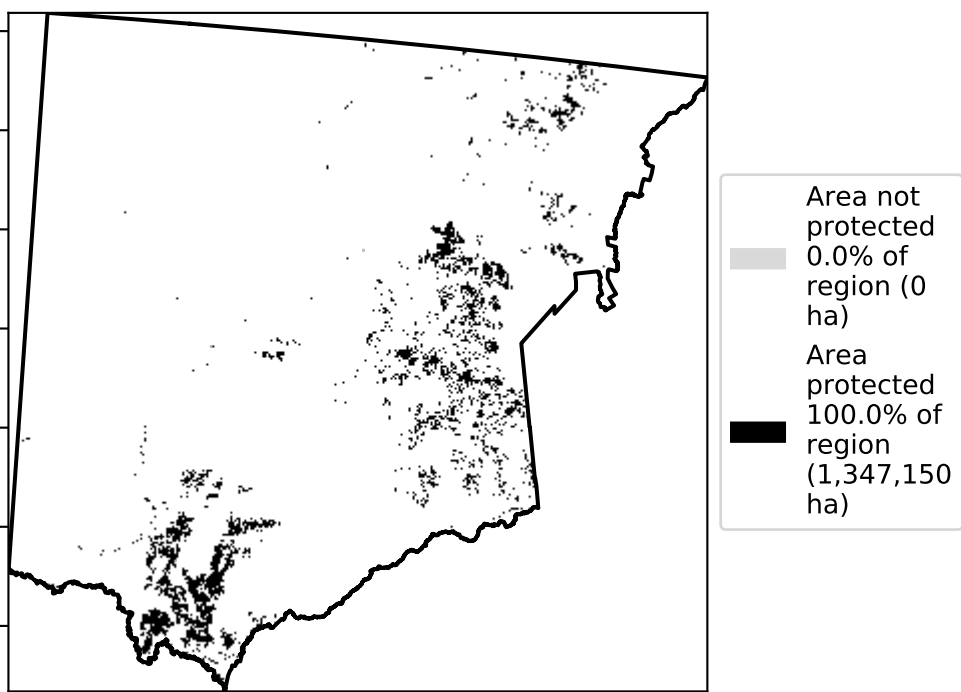 Area not
protected
0.0% of
region (0
ha)
Area
protected
100.0% of
region
(1,347,150
ha)